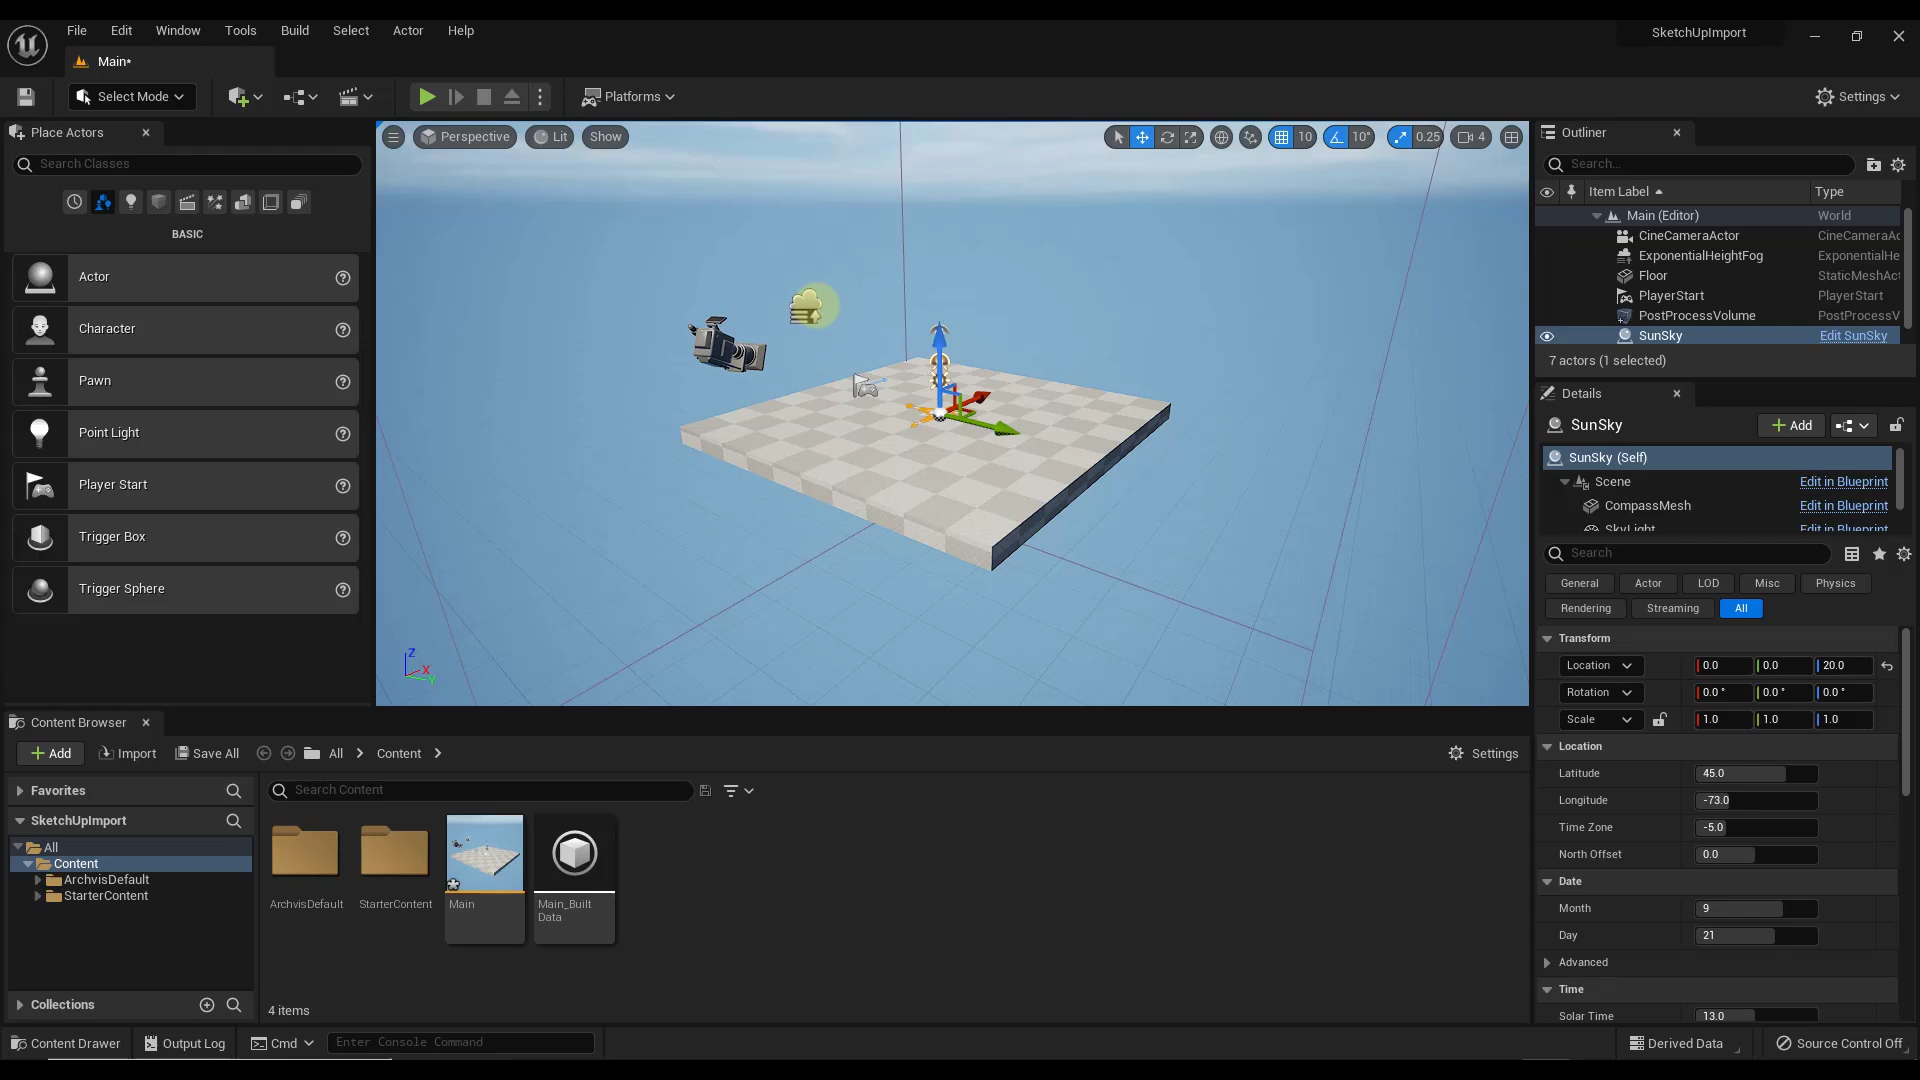 File Edit Window Tools Build Select Actor Help
SketchUpImport
Main*
Select Mode
Platforms
Settings
Place Actors
Search Classes
BASIC
Actor
Character
Pawn
Point Light
Player Start
Trigger Box
Trigger Sphere
Perspective Lit Show
10 10° 0.25 4
Z
X
Y
Outliner
Search...
Item Label Type
Main (Editor) World
CineCameraActor CineCameraAc
ExponentialHeightFog ExponentialHe
Floor StaticMeshAct
PlayerStart PlayerStart
PostProcessVolume PostProcessV
SunSky Edit SunSky
7 actors (1 selected)
Details
SunSky
Add
SunSky (Self)
Scene Edit in Blueprint
CompassMesh Edit in Blueprint
SkyLight Edit in Blueprint
Search
General Actor LOD Misc Physics
Rendering Streaming All
Transform
Location 0.0 0.0 20.0
Rotation 0.0 ° 0.0 ° 0.0 °
Scale 1.0 1.0 1.0
Location
Latitude 45.0
Longitude -73.0
Time Zone -5.0
North Offset 0.0
Date
Month 9
Day 21
Advanced
Time
Solar Time 13.0
Content Browser
Add Import Save All All Content Settings
Favorites
SketchUpImport
All
Content
ArchvisDefault
StarterContent
Collections
Search Content
ArchvisDefault
StarterContent
Main
Main_Built
Data
4 items
Content Drawer Output Log Cmd Enter Console Command Derived Data Source Control Off